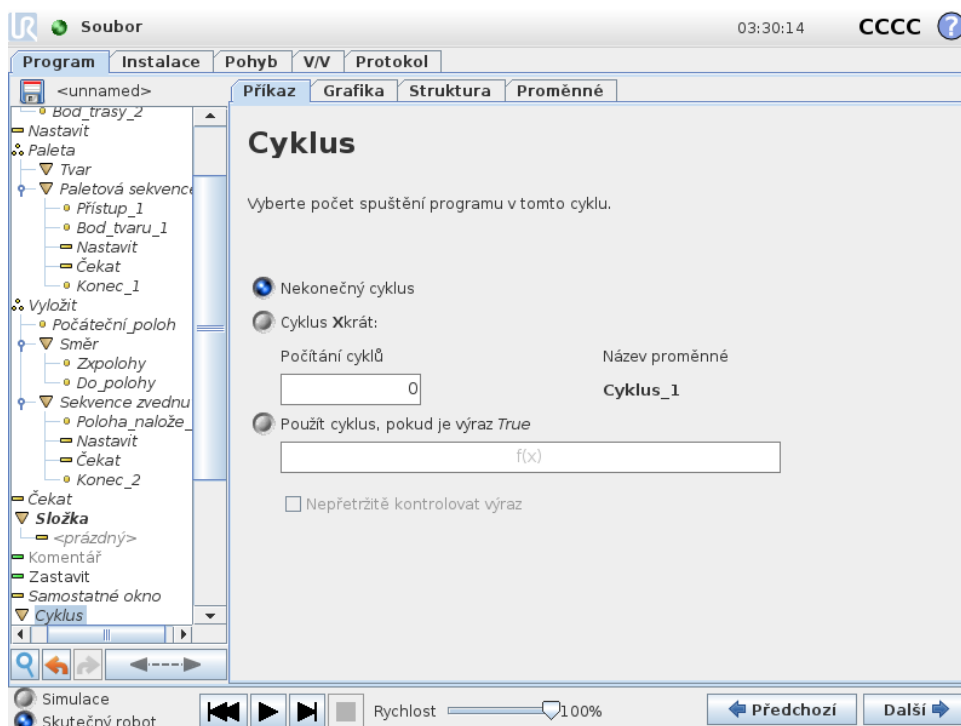 Soubor 03:30:14 CCCC ?
Program Instalace Pohyb V/V Protokol
<unnamed> Příkaz Grafika Struktura Proměnné
Bod_trasy_2
Nastavit
Paleta
Tvar
Paletová sekvence
Přístup_1
Bod_tvaru_1
Nastavit
Čekat
Konec_1
Vyložit
Počáteční_poloh
Směr
Zxpolohy
Do_polohy
Sekvence zvednu
Poloha_nalože_
Nastavit
Čekat
Konec_2
Čekat
Složka
<prázdný>
Komentář
Zastavit
Samostatné okno
Cyklus
Cyklus
Vyberte počet spuštění programu v tomto cyklu.
Nekonečný cyklus
Cyklus Xkrát:
Počítání cyklů Název proměnné
0 Cyklus_1
Použít cyklus, pokud je výraz True
f(x)
Nepřetržitě kontrolovat výraz
Simulace
Skutečný robot
Rychlost 100% Předchozí Další